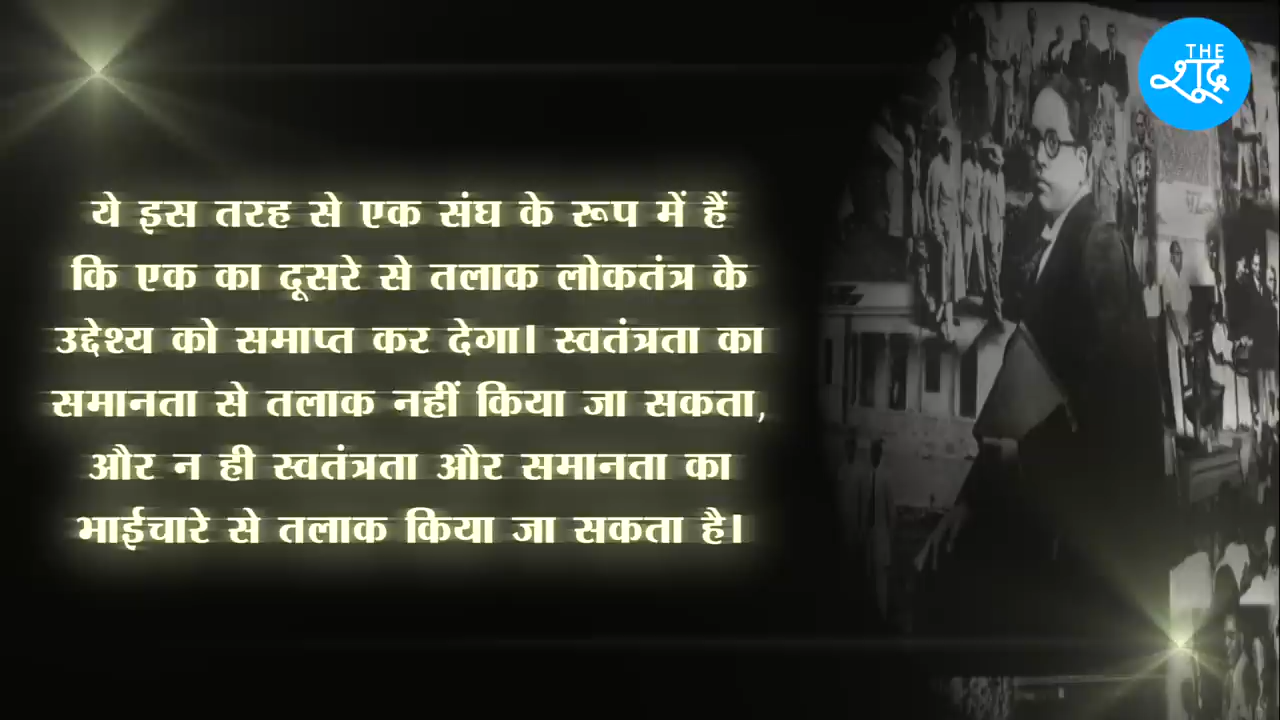 THE
शूद्र
ये इस तरह से एक संघ के रूप में हैं
कि एक का दूसरे से तलाक लोकतंत्र के
उद्देश्य को समाप्त कर देगा। स्वतंत्रता का
समानता से तलाक नहीं किया जा सकता,
और न ही स्वतंत्रता और समानता का
भाईचारे से तलाक किया जा सकता है।